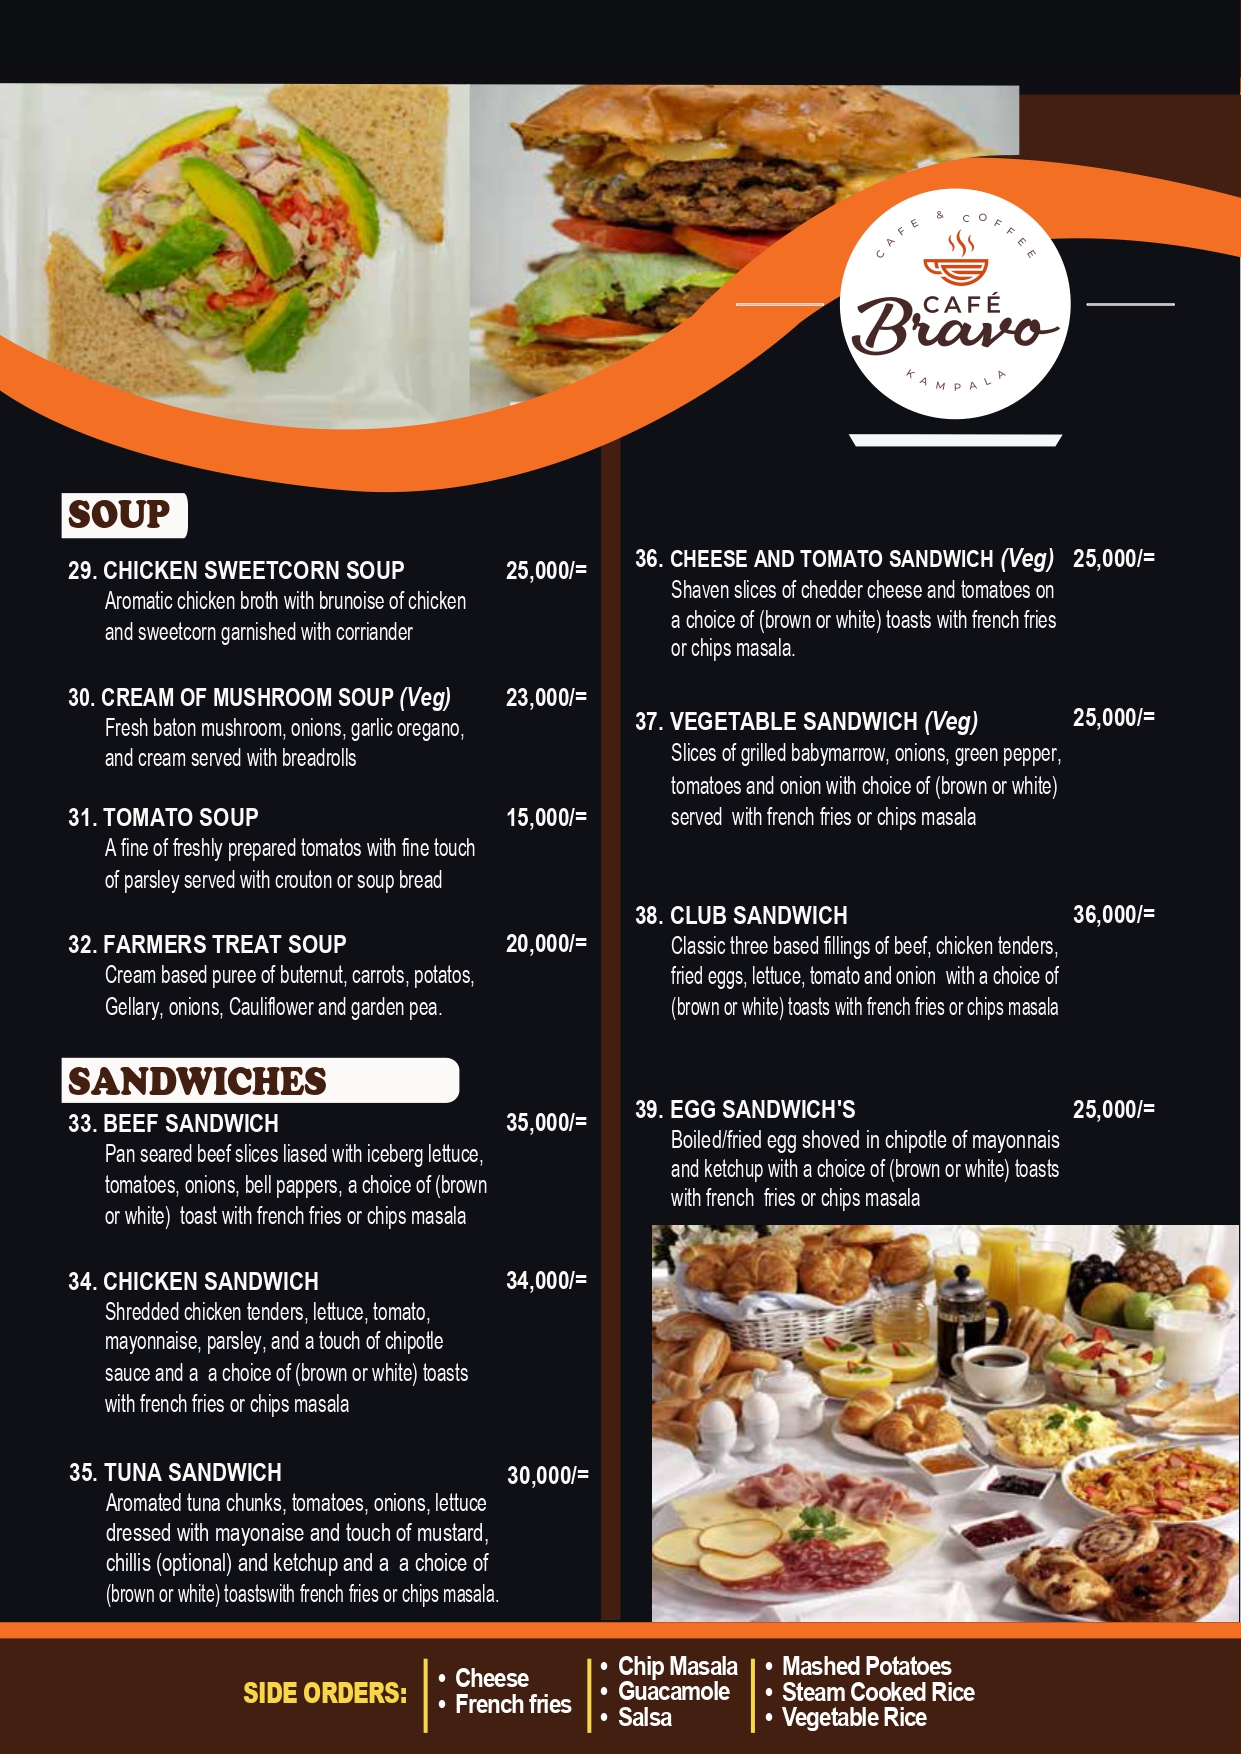 CAFE & COFFEE
CAFÉ
Bravo
KAMPALA
SOUP
29. CHICKEN SWEETCORN SOUP 25,000/=
Aromatic chicken broth with brunoise of chicken
and sweetcorn garnished with corriander
30. CREAM OF MUSHROOM SOUP (Veg) 23,000/=
Fresh baton mushroom, onions, garlic oregano,
and cream served with breadrolls
31. TOMATO SOUP 15,000/=
A fine of freshly prepared tomatos with fine touch
of parsley served with crouton or soup bread
32. FARMERS TREAT SOUP 20,000/=
Cream based puree of buternut, carrots, potatos,
Gellary, onions, Cauliflower and garden pea.
SANDWICHES
33. BEEF SANDWICH 35,000/=
Pan seared beef slices liased with iceberg lettuce,
tomatoes, onions, bell pappers, a choice of (brown
or white)  toast with french fries or chips masala
34. CHICKEN SANDWICH 34,000/=
Shredded chicken tenders, lettuce, tomato,
mayonnaise, parsley, and a touch of chipotle
sauce and a  a choice of (brown or white) toasts
with french fries or chips masala
35. TUNA SANDWICH 30,000/=
Aromated tuna chunks, tomatoes, onions, lettuce
dressed with mayonaise and touch of mustard,
chillis (optional) and ketchup and a  a choice of
(brown or white) toastswith french fries or chips masala.
36. CHEESE AND TOMATO SANDWICH (Veg) 25,000/=
Shaven slices of chedder cheese and tomatoes on
a choice of (brown or white) toasts with french fries
or chips masala.
37. VEGETABLE SANDWICH (Veg) 25,000/=
Slices of grilled babymarrow, onions, green pepper,
tomatoes and onion with choice of (brown or white)
served  with french fries or chips masala
38. CLUB SANDWICH 36,000/=
Classic three based fillings of beef, chicken tenders,
fried eggs, lettuce, tomato and onion  with a choice of
(brown or white) toasts with french fries or chips masala
39. EGG SANDWICH'S 25,000/=
Boiled/fried egg shoved in chipotle of mayonnais
and ketchup with a choice of (brown or white) toasts
with french  fries or chips masala
SIDE ORDERS:
• Cheese
• French fries
• Chip Masala
• Guacamole
• Salsa
• Mashed Potatoes
• Steam Cooked Rice
• Vegetable Rice